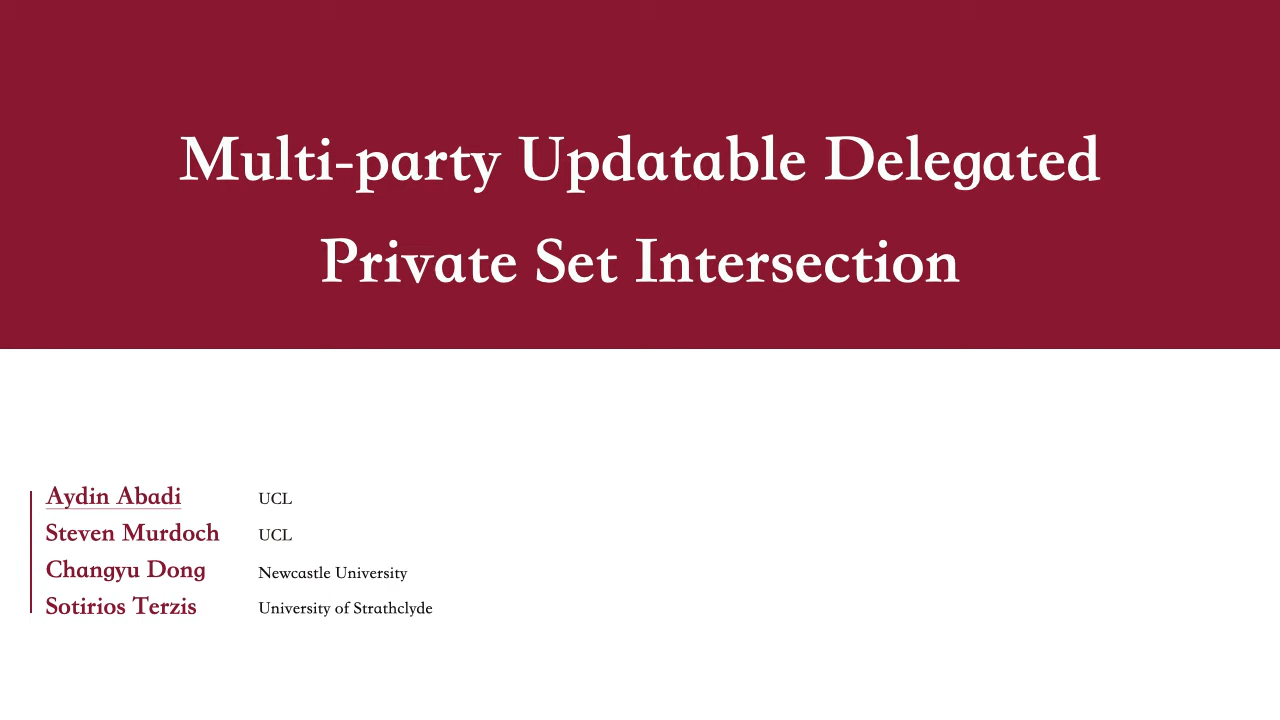 Multi-party Updatable Delegated
Private Set Intersection
Aydin Abadi UCL
Steven Murdoch UCL
Changyu Dong Newcastle University
Sotirios Terzis University of Strathclyde